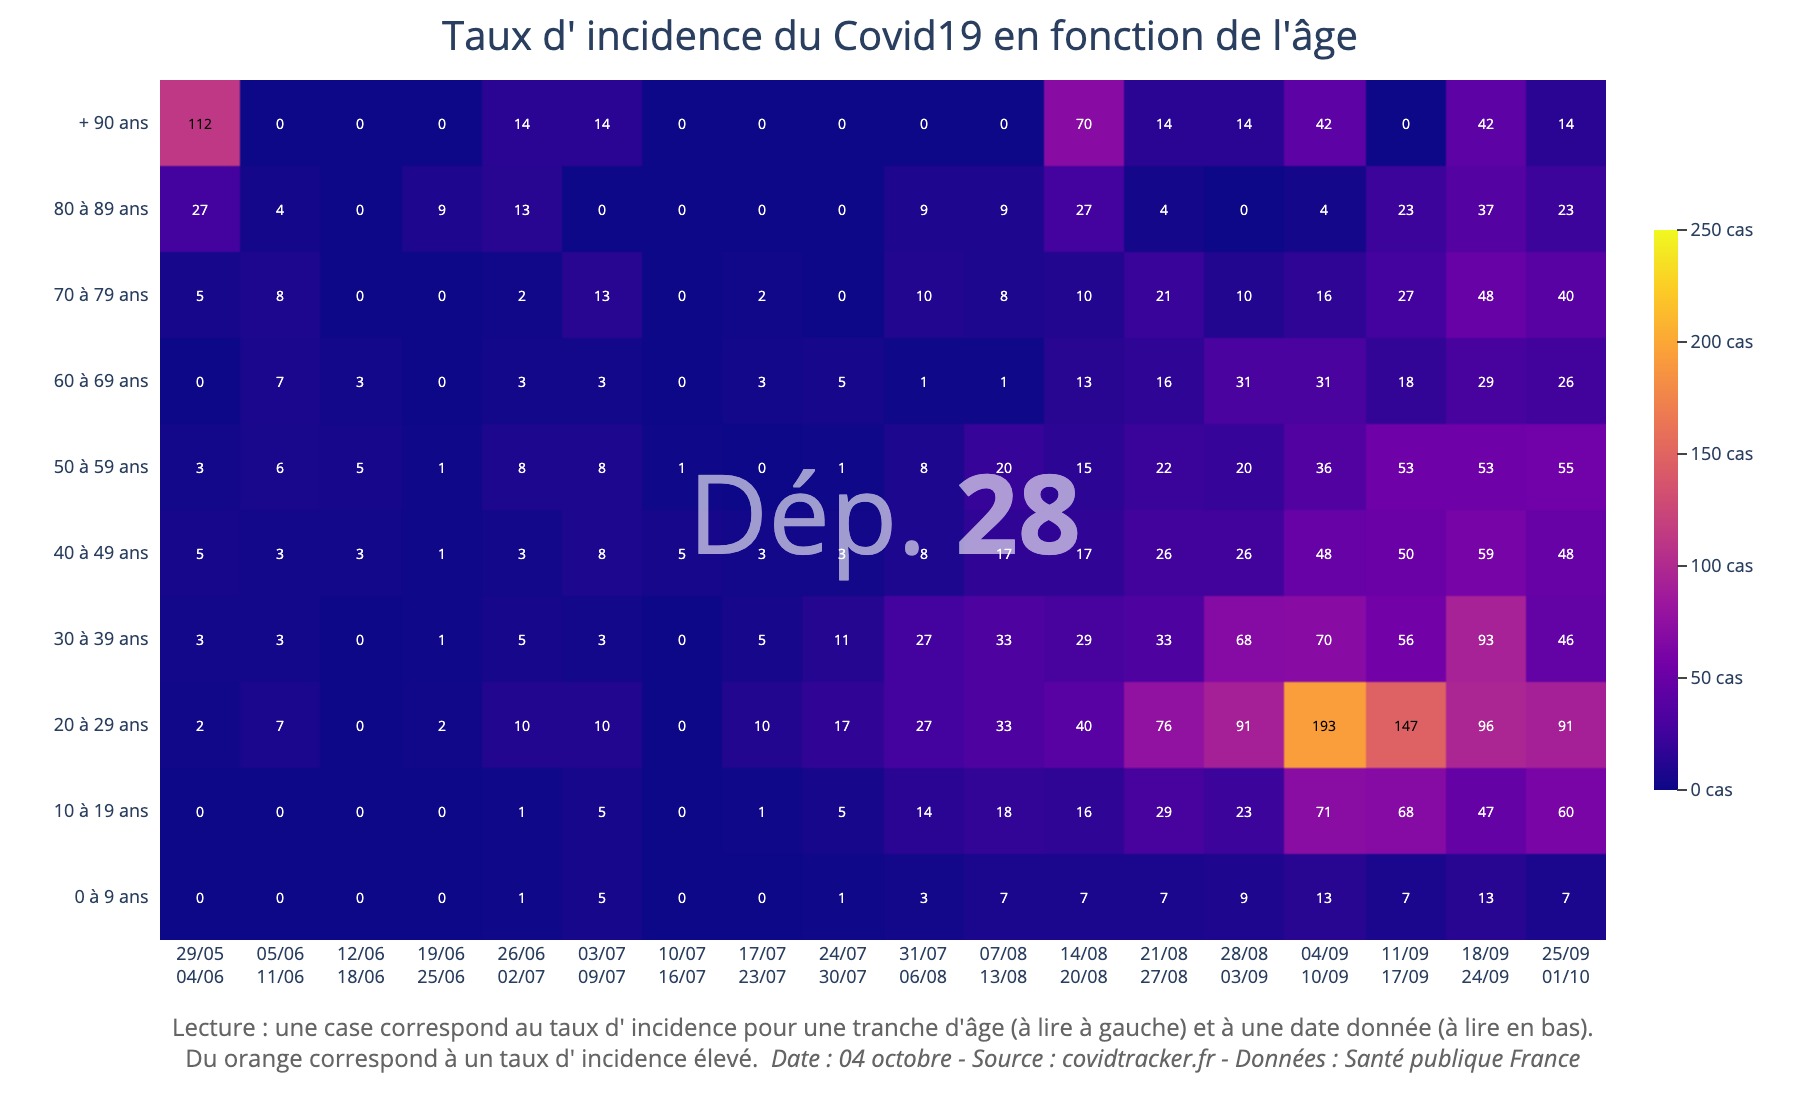 Taux d' incidence du Covid19 en fonction de l'âge
+ 90 ans 112 0 0 0 14 14 0 0 0 0 0 70 14 14 42 0 42 14
80 à 89 ans 27 4 0 9 13 0 0 0 0 9 9 27 4 0 4 23 37 23
70 à 79 ans 5 8 0 0 2 13 0 2 0 10 8 10 21 10 16 27 48 40
60 à 69 ans 0 7 3 0 3 3 0 3 5 1 1 13 16 31 31 18 29 26
50 à 59 ans 3 6 5 1 8 8 1 0 1 8 20 15 22 20 36 53 53 55
Dép. 28
40 à 49 ans 5 3 3 1 3 8 5 3 3 8 17 17 26 26 48 50 59 48
30 à 39 ans 3 3 0 1 5 3 0 5 11 27 33 29 33 68 70 56 93 46
20 à 29 ans 2 7 0 2 10 10 0 10 17 27 33 40 76 91 193 147 96 91
10 à 19 ans 0 0 0 0 1 5 0 1 5 14 18 16 29 23 71 68 47 60
0 à 9 ans 0 0 0 0 1 5 0 0 1 3 7 7 7 9 13 7 13 7
29/05 05/06 12/06 19/06 26/06 03/07 10/07 17/07 24/07 31/07 07/08 14/08 21/08 28/08 04/09 11/09 18/09 25/09
04/06 11/06 18/06 25/06 02/07 09/07 16/07 23/07 30/07 06/08 13/08 20/08 27/08 03/09 10/09 17/09 24/09 01/10
250 cas
200 cas
150 cas
100 cas
50 cas
0 cas
Lecture : une case correspond au taux d' incidence pour une tranche d'âge (à lire à gauche) et à une date donnée (à lire en bas).
Du orange correspond à un taux d' incidence élevé. Date : 04 octobre - Source : covidtracker.fr - Données : Santé publique France